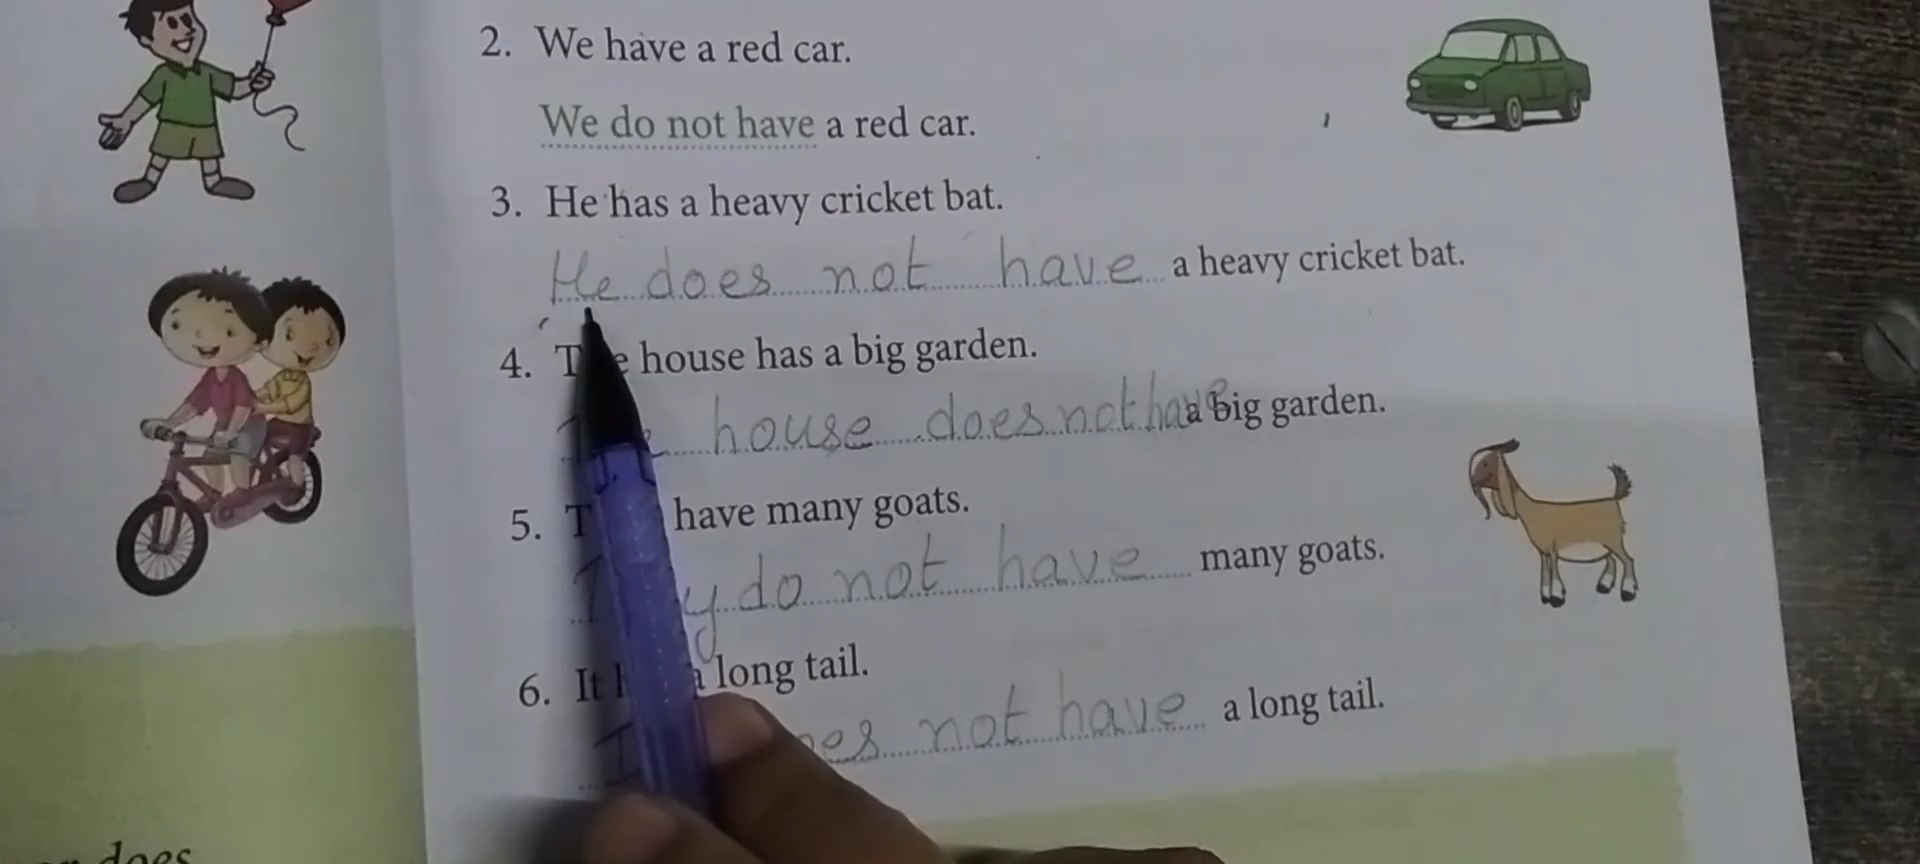 2. We have a red car.
We do not have a red car.
3. He has a heavy cricket bat.
He does not have a heavy cricket bat.
4. house has a big garden.
house does not have a big garden.
5. have many goats.
do not have many goats.
6. It long tail.
not have a long tail.
does